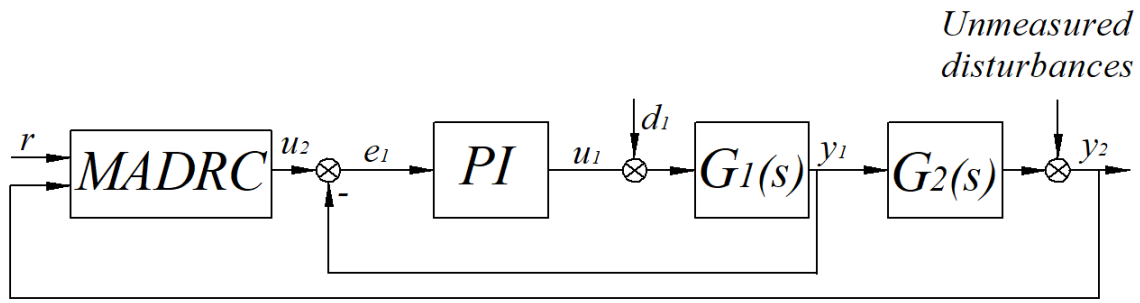 Unmeasured
disturbances
r
MADRC
u₂
e₁
-
PI
u₁
d₁
G₁(s)
y₁
G₂(s)
y₂